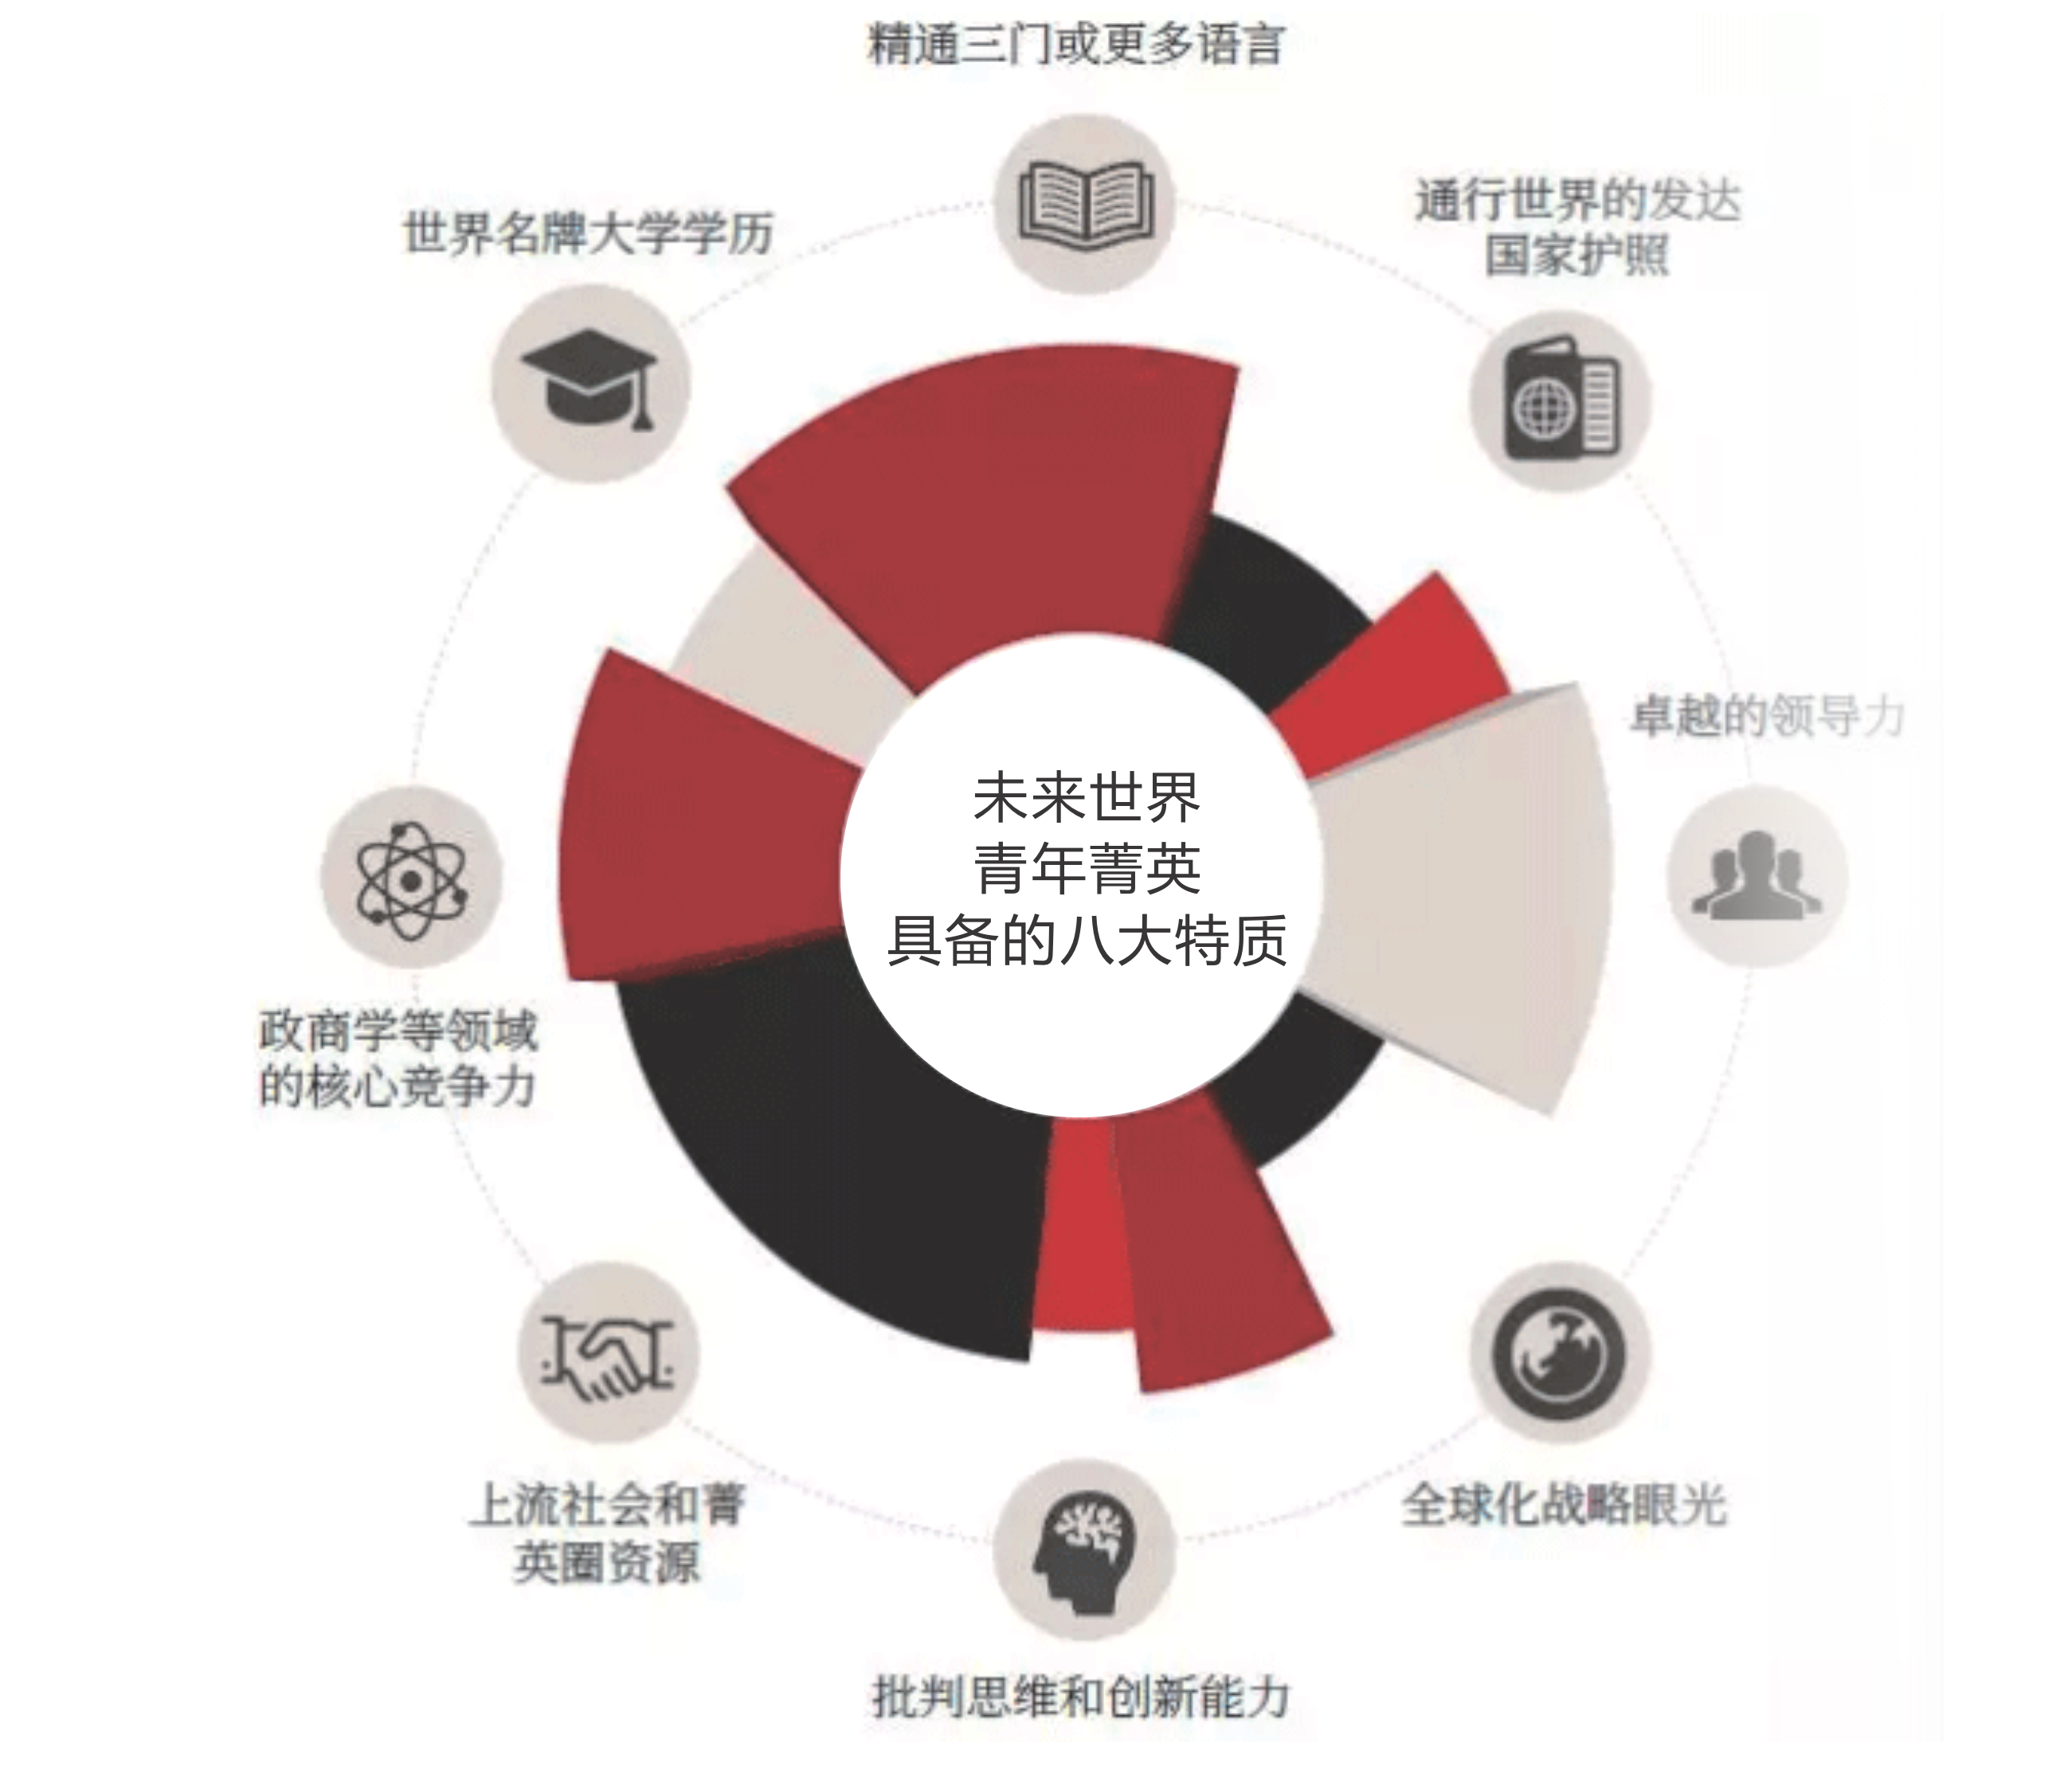 精通三门或更多语言
通行世界的发达
国家护照
世界名牌大学学历
卓越的领导力
未来世界
青年菁英
具备的八大特质
政商学等领域
的核心竞争力
上流社会和菁
英圈资源
全球化战略眼光
批判思维和创新能力